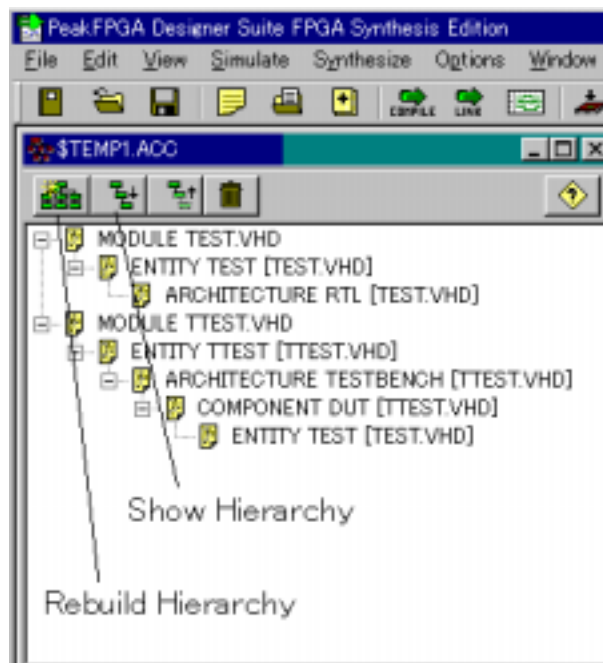 PeakFPGA Designer Suite FPGA Synthesis Edition
File Edit View Simulate Synthesize Options Window
COMPILE LINK
$TEMP1.ACC
MODULE TEST.VHD
ENTITY TEST [TEST.VHD]
ARCHITECTURE RTL [TEST.VHD]
MODULE TTEST.VHD
ENTITY TTEST [TTEST.VHD]
ARCHITECTURE TESTBENCH [TTEST.VHD]
COMPONENT DUT [TTEST.VHD]
ENTITY TEST [TEST.VHD]
Show Hierarchy
Rebuild Hierarchy